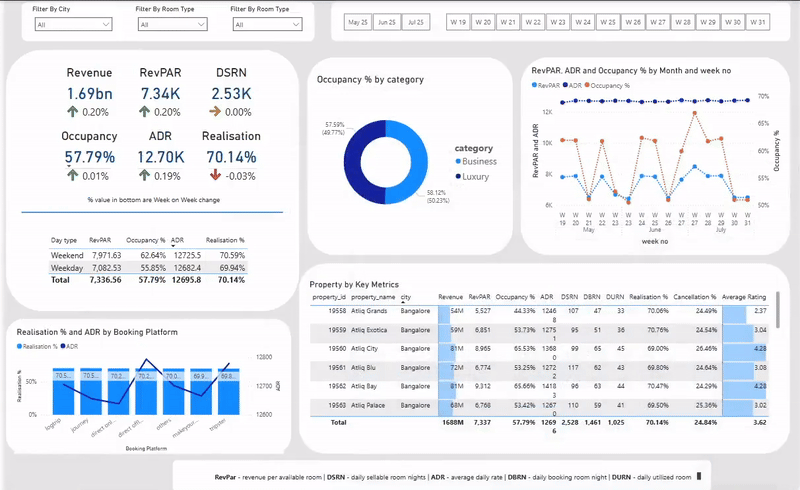 Filter By City
Filter By Room Type
Filter By Room Type
All
All
All
May 25
Jun 25
Jul 25
W 19
W 20
W 21
W 22
W 23
W 24
W 25
W 26
W 27
W 28
W 29
W 30
W 31
Revenue
RevPAR
DSRN
1.69bn
7.34K
2.53K
0.20%
0.20%
0.00%
Occupancy
ADR
Realisation
57.79%
12.70K
70.14%
0.01%
0.19%
-0.03%
% value in bottom are Week on Week change
Day type RevPAR Occupancy % ADR Realisation %
Weekend 7,971.63 62.64% 12725.5 70.59%
Weekday 7,082.53 55.85% 12682.4 69.94%
Total 7,336.56 57.79% 12695.8 70.14%
Occupancy % by category
57.59%
(49.77%)
58.12%
(50.23%)
category
Business
Luxury
RevPAR, ADR and Occupancy % by Month and week no
RevPAR ADR Occupancy %
RevPAR and ADR
12K
10K
8K
6K
70%
65%
60%
55%
50%
Occupancy %
W W W W W W W W W W W W W
19 20 21 22 23 24 25 26 27 28 29 30 31
May June July
week no
Realisation % and ADR by Booking Platform
Realisation % ADR
Realisation %
50%
0%
70.5...
70.5...
70.2...
70.2...
70.0...
69.9...
69.8...
12800
12700
12600
ADR
logtrip
journey
direct onl...
direct offl...
others
makeyour...
tripster
Booking Platform
Property by Key Metrics
property_id property_name city Revenue RevPAR Occupancy % ADR DSRN DBRN DURN Realisation % Cancellation % Average Rating
19558 Atliq Grands Bangalore 54M 5,527 44.33% 1246 107 47 33 70.06% 24.49% 2.37
8
19559 Atliq Exotica Bangalore 59M 6,851 53.73% 1275 95 51 36 70.76% 24.54% 3.04
1
19560 Atliq City Bangalore 81M 8,965 65.53% 1368 99 65 45 69.00% 26.46% 4.28
0
19561 Atliq Blu Bangalore 72M 6,774 53.25% 1272 117 62 43 69.80% 24.64% 3.08
2
19562 Atliq Bay Bangalore 81M 9,312 65.66% 1418 96 63 44 70.47% 24.29% 4.28
3
19563 Atliq Palace Bangalore 68M 6,768 53.42% 1267 110 59 41 69.50% 25.36% 3.02
0
Total 1688M 7,337 57.79% 1269 2,528 1,461 1,025 70.14% 24.84% 3.62
6
RevPar - revenue per available room | DSRN - daily sellable room nights | ADR - average daily rate | DBRN - daily booking room night | DURN - daily utilized room